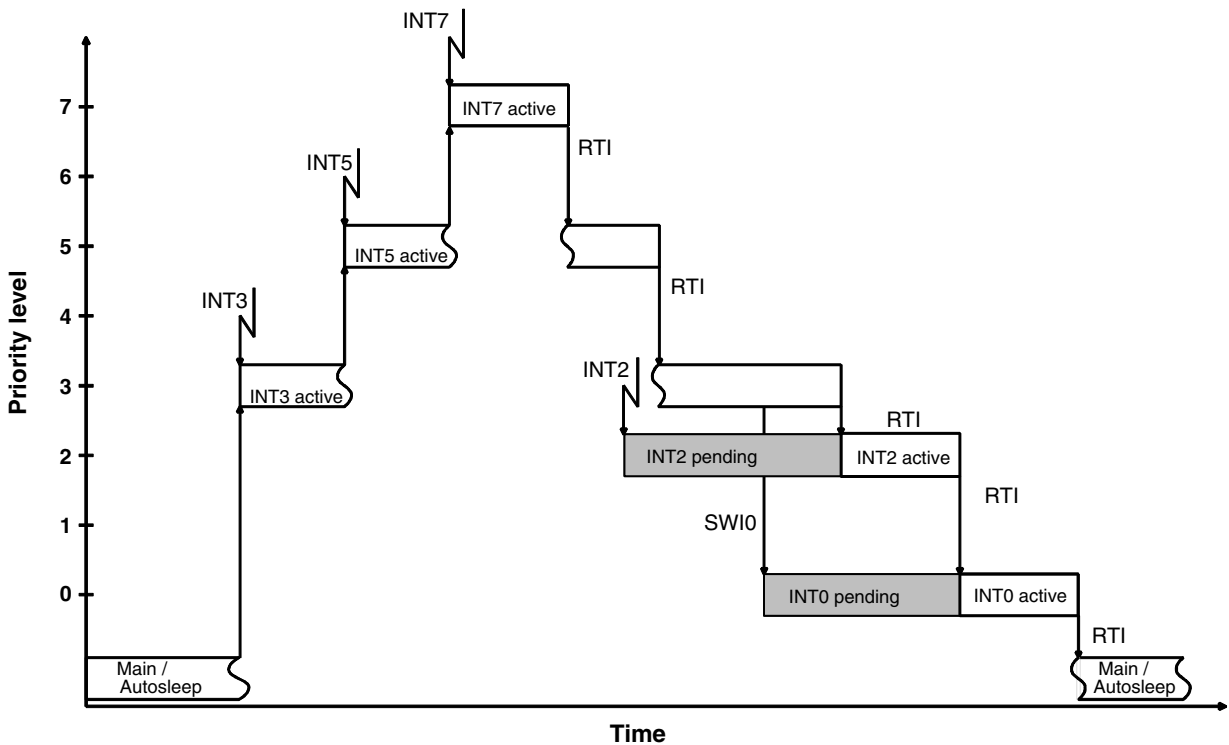 INT7
7
INT7 active
RTI
INT5
6
5
INT5 active
RTI
INT3
4
Priority level
3
INT3 active
INT2
RTI
2
INT2 pending
INT2 active
RTI
1
SWI0
0
INT0 pending
INT0 active
RTI
Main /
Autosleep
Main /
Autosleep
Time